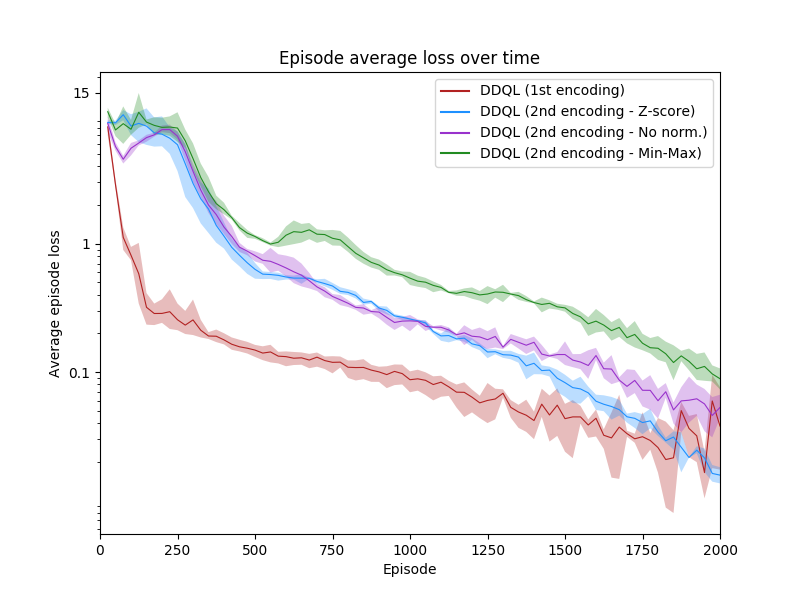 Episode average loss over time
DDQL (1st encoding)
DDQL (2nd encoding - Z-score)
DDQL (2nd encoding - No norm.)
DDQL (2nd encoding - Min-Max)
15
1
0.1
Average episode loss
0 250 500 750 1000 1250 1500 1750 2000
Episode